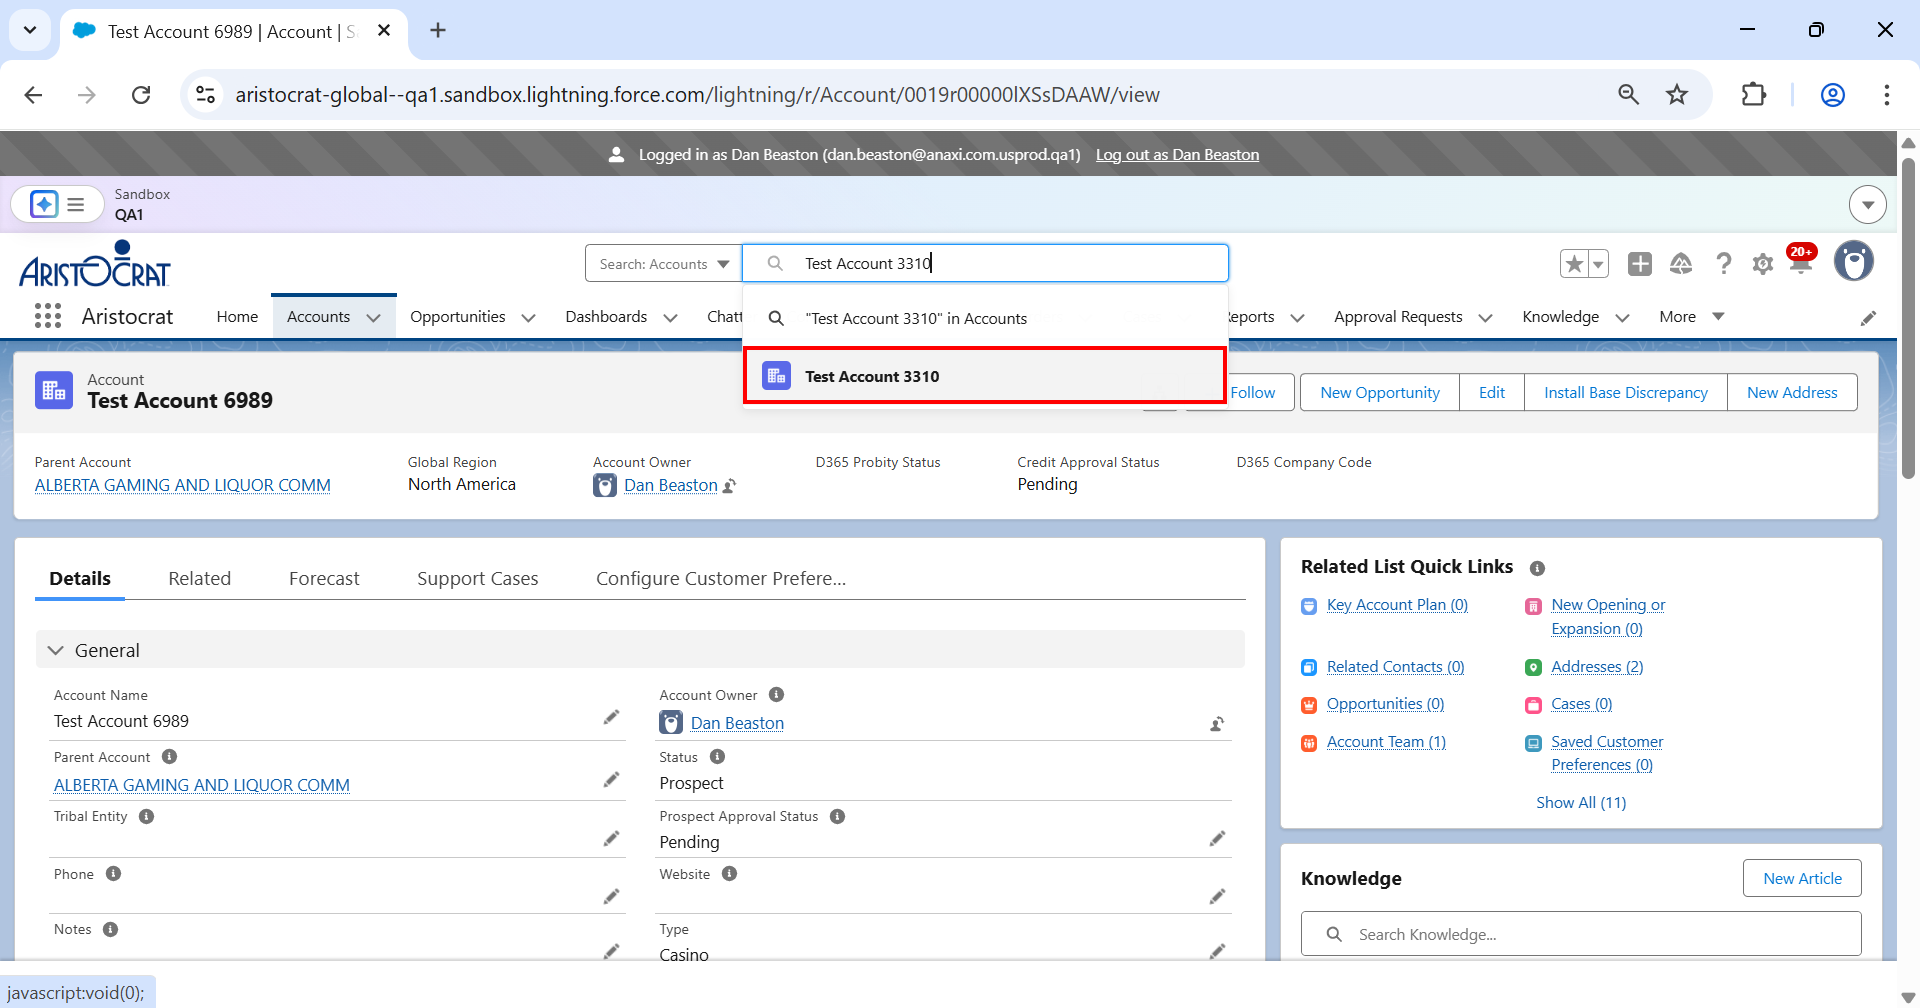 Test Account 6989 | Account | S
aristocrat-global--qa1.sandbox.lightning.force.com/lightning/r/Account/0019r00000lXSsDAAW/view
Logged in as Dan Beaston (dan.beaston@anaxi.com.usprod.qa1) Log out as Dan Beaston
Sandbox
QA1
ARISTOCRAT
Search: Accounts
Test Account 3310
20+
Aristocrat
Home
Accounts
Opportunities
Dashboards
Chatt
eports
Approval Requests
Knowledge
More
"Test Account 3310" in Accounts
Test Account 3310
Account
Test Account 6989
Follow
New Opportunity
Edit
Install Base Discrepancy
New Address
Parent Account
ALBERTA GAMING AND LIQUOR COMM
Global Region
North America
Account Owner
Dan Beaston
D365 Probity Status
Credit Approval Status
Pending
D365 Company Code
Details
Related
Forecast
Support Cases
Configure Customer Prefere...
General
Account Name
Test Account 6989
Account Owner
Dan Beaston
Parent Account
ALBERTA GAMING AND LIQUOR COMM
Status
Prospect
Tribal Entity
Prospect Approval Status
Pending
Phone
Website
Notes
Type
Casino
Related List Quick Links
Key Account Plan (0)
New Opening or
Expansion (0)
Related Contacts (0)
Addresses (2)
Opportunities (0)
Cases (0)
Account Team (1)
Saved Customer
Preferences (0)
Show All (11)
Knowledge
New Article
Search Knowledge...
javascript:void(0);